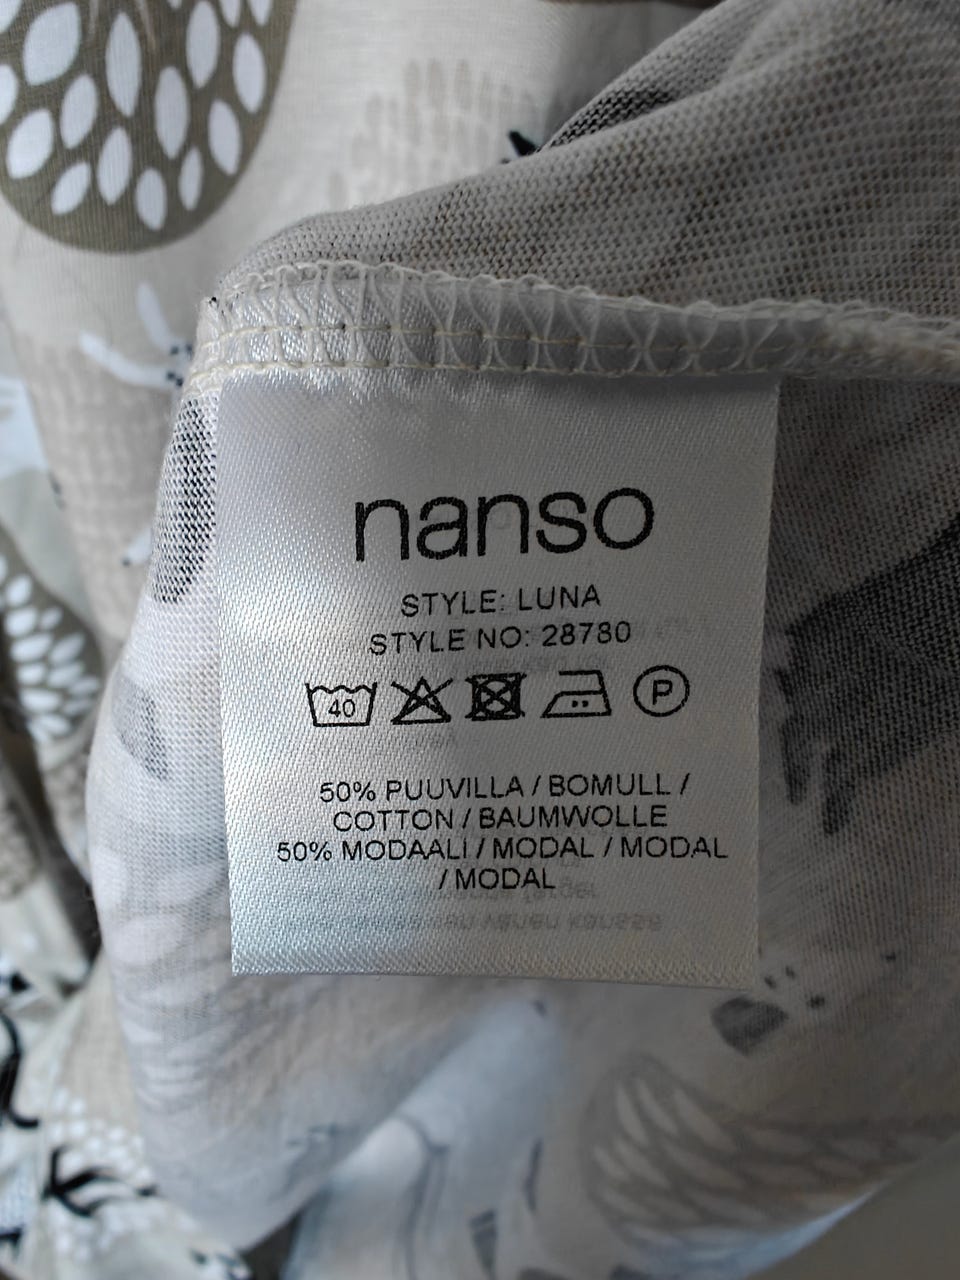 nanso
STYLE: LUNA
STYLE NO: 28780
40 P
50% PUUVILLA / BOMULL /
COTTON / BAUMWOLLE
50% MODAALI / MODAL / MODAL
/ MODAL